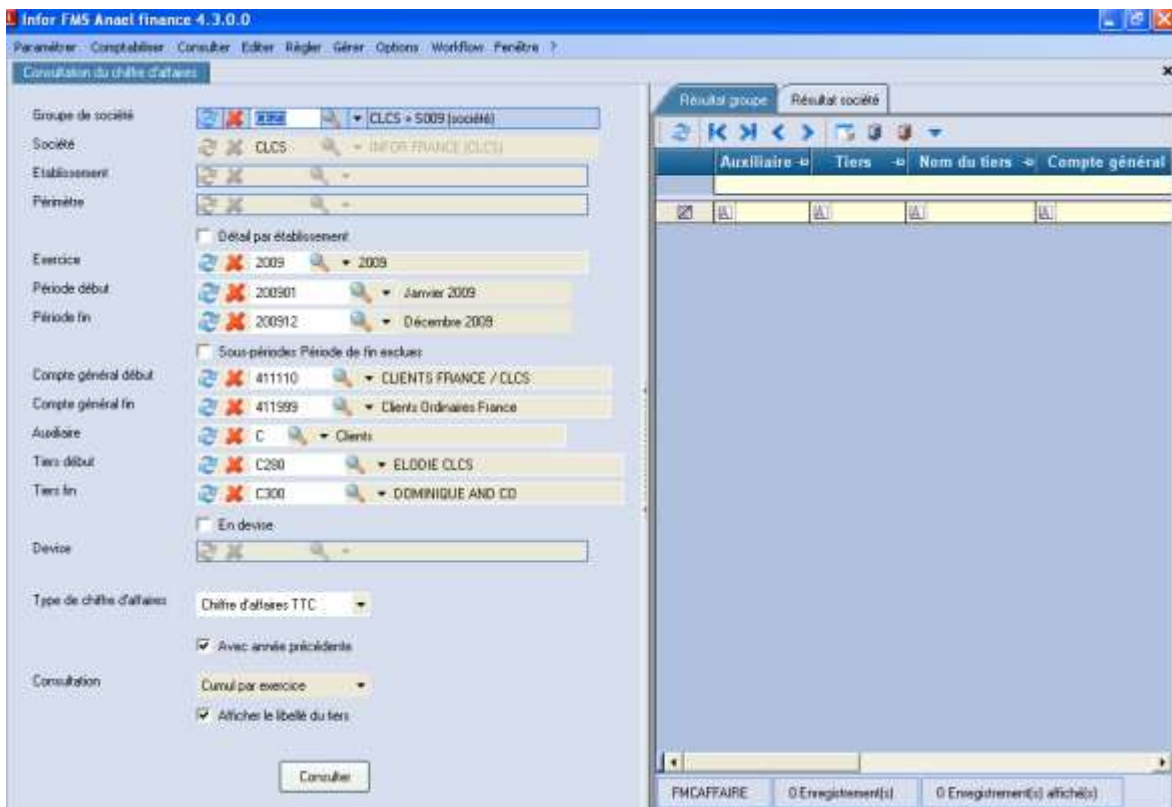 Infor FMS Anael finance 4.3.0.0
Paramétrer Comptabiliser Consulter Editer Régler Gérer Options Workflow Fenêtre ?
Consultation du chiffre d'affaires
Groupe de société CLCS + S009 (société)
Société CLCS INFOR FRANCE (CLCS)
Etablissement
Périmètre
Détail par établissement
Exercice 2009 2009
Période début 200901 Janvier 2009
Période fin 200912 Décembre 2009
Sous-périodes Période de fin exclues
Compte général début 411110 CLIENTS FRANCE / CLCS
Compte général fin 411999 Clients Ordinaires France
Auxiliaire C Clients
Tiers début C280 ELODIE CLCS
Tiers fin C300 DOMINIQUE AND CO
En devise
Devise
Type de chiffre d'affaires Chiffre d'affaires TTC
Avec année précédente
Consultation Cumul par exercice
Afficher le libellé du tiers
Consulter
Résultat groupe Résultat société
Auxiliaire Tiers Nom du tiers Compte général
FMCAFFAIRE 0 Enregistrement(s) 0 Enregistrement(s) affiché(s)